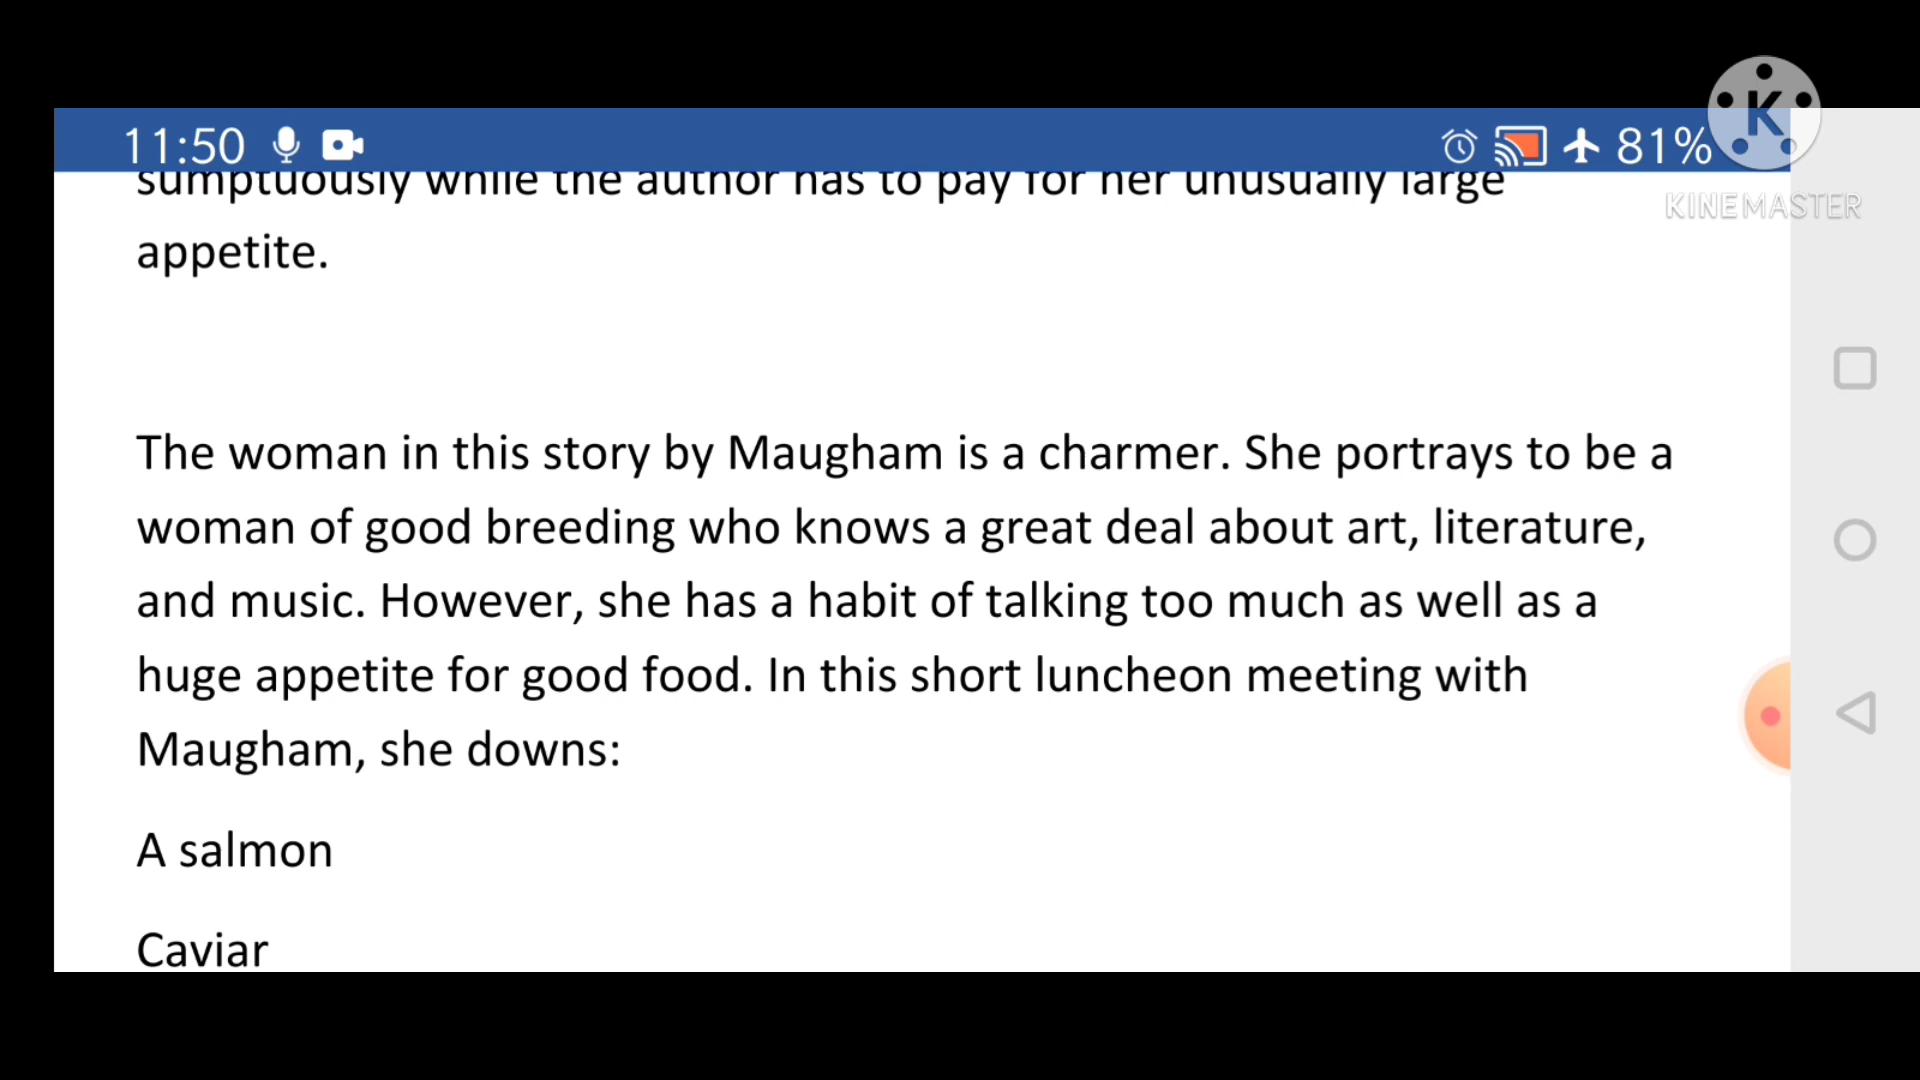 11:50
81%
K
KINEMASTER
sumptuously while the author has to pay for her unusually large
appetite.
The woman in this story by Maugham is a charmer. She portrays to be a
woman of good breeding who knows a great deal about art, literature,
and music. However, she has a habit of talking too much as well as a
huge appetite for good food. In this short luncheon meeting with
Maugham, she downs:
A salmon
Caviar